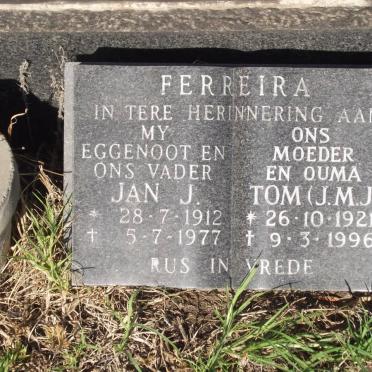 FERREIRA
IN TERE HERINNERING AAN
MY
EGGENOOT EN
ONS VADER
JAN J.
* 28-7-1912
† 5-7-1977
ONS
MOEDER
EN OUMA
TOM (J.M.J
* 26-10-1921
† 9-3-1996
RUS IN VREDE